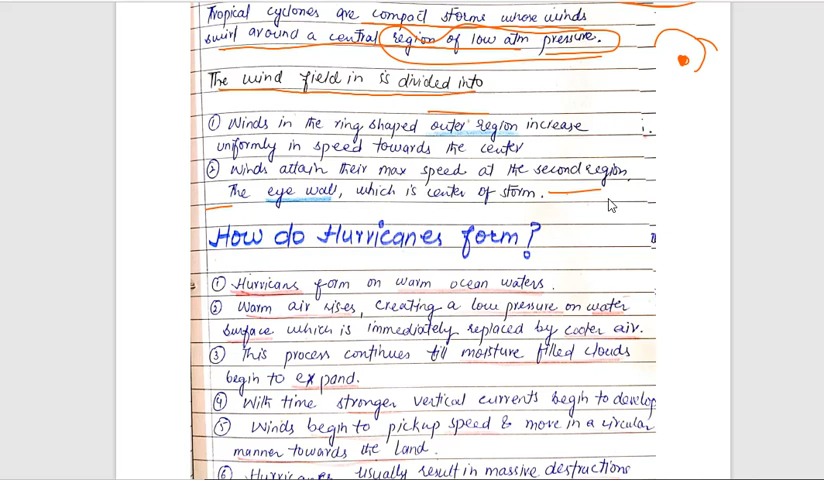 Tropical cyclones are compact storms whose winds
swirl around a central region of low atm pressure.
The wind field in is divided into
① Winds in the ring shaped outer region increase
uniformly in speed towards the center
② Winds attain their max speed at the second region,
The eye wall, which is center of storm.
How do Hurricanes form?
① Hurricans form on warm ocean waters.
② Warm air rises, creating a low pressure on water
surface which is immediately replaced by cooler air.
③ This process continues till moisture filled clouds
begin to expand.
④ With time stronger vertical currents begin to develop
⑤ Winds begin to pickup speed & move in a circular
manner towards the land.
⑥ Hurricanes usually result in massive destructions